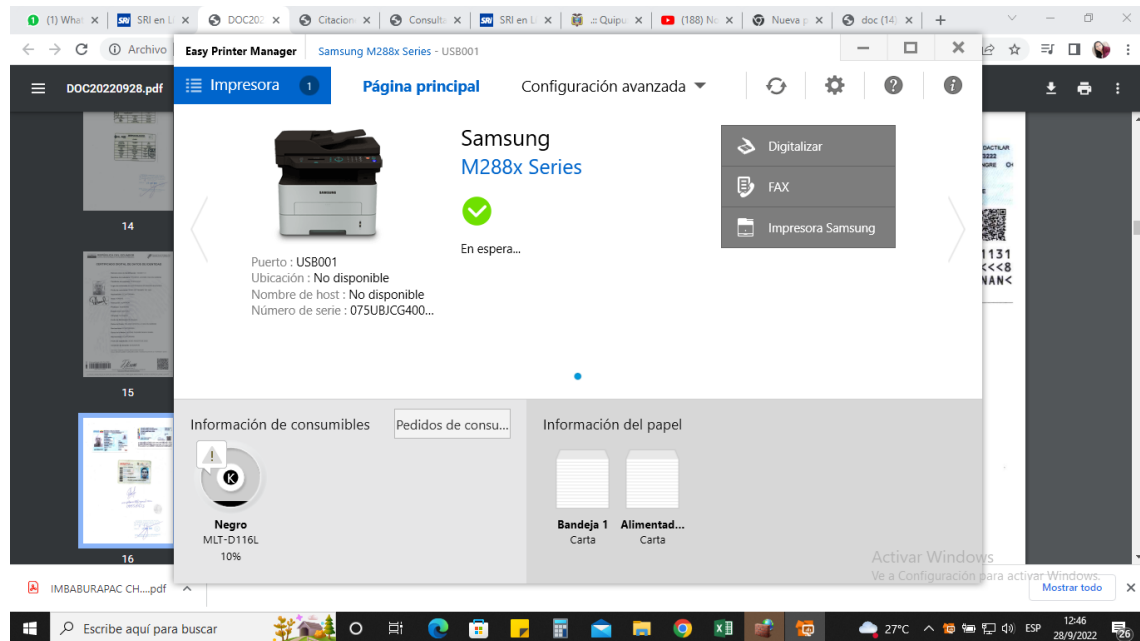 (1) What
SRI en Li
DOC202
Citacion
Consulta
SRI en Li
.:: Quipu
(188) No
Nueva p
doc (14)
Archivo
DOC20220928.pdf
Easy Printer Manager
Samsung M288x Series - USB001
Impresora 1
Página principal
Configuración avanzada
Samsung
M288x Series
En espera...
Puerto : USB001
Ubicación : No disponible
Nombre de host : No disponible
Número de serie : 075UBJCG400...
Digitalizar
FAX
Impresora Samsung
14
15
16
1131
<<<8
NAN<
Información de consumibles
Pedidos de consu...
K
Negro
MLT-D116L
10%
Información del papel
Bandeja 1
Carta
Alimentad...
Carta
Activar Windows
Ve a Configuración para activar Windows.
IMBABURAPAC CH....pdf
Mostrar todo
Escribe aquí para buscar
27°C
ESP
12:46
28/9/2022
26